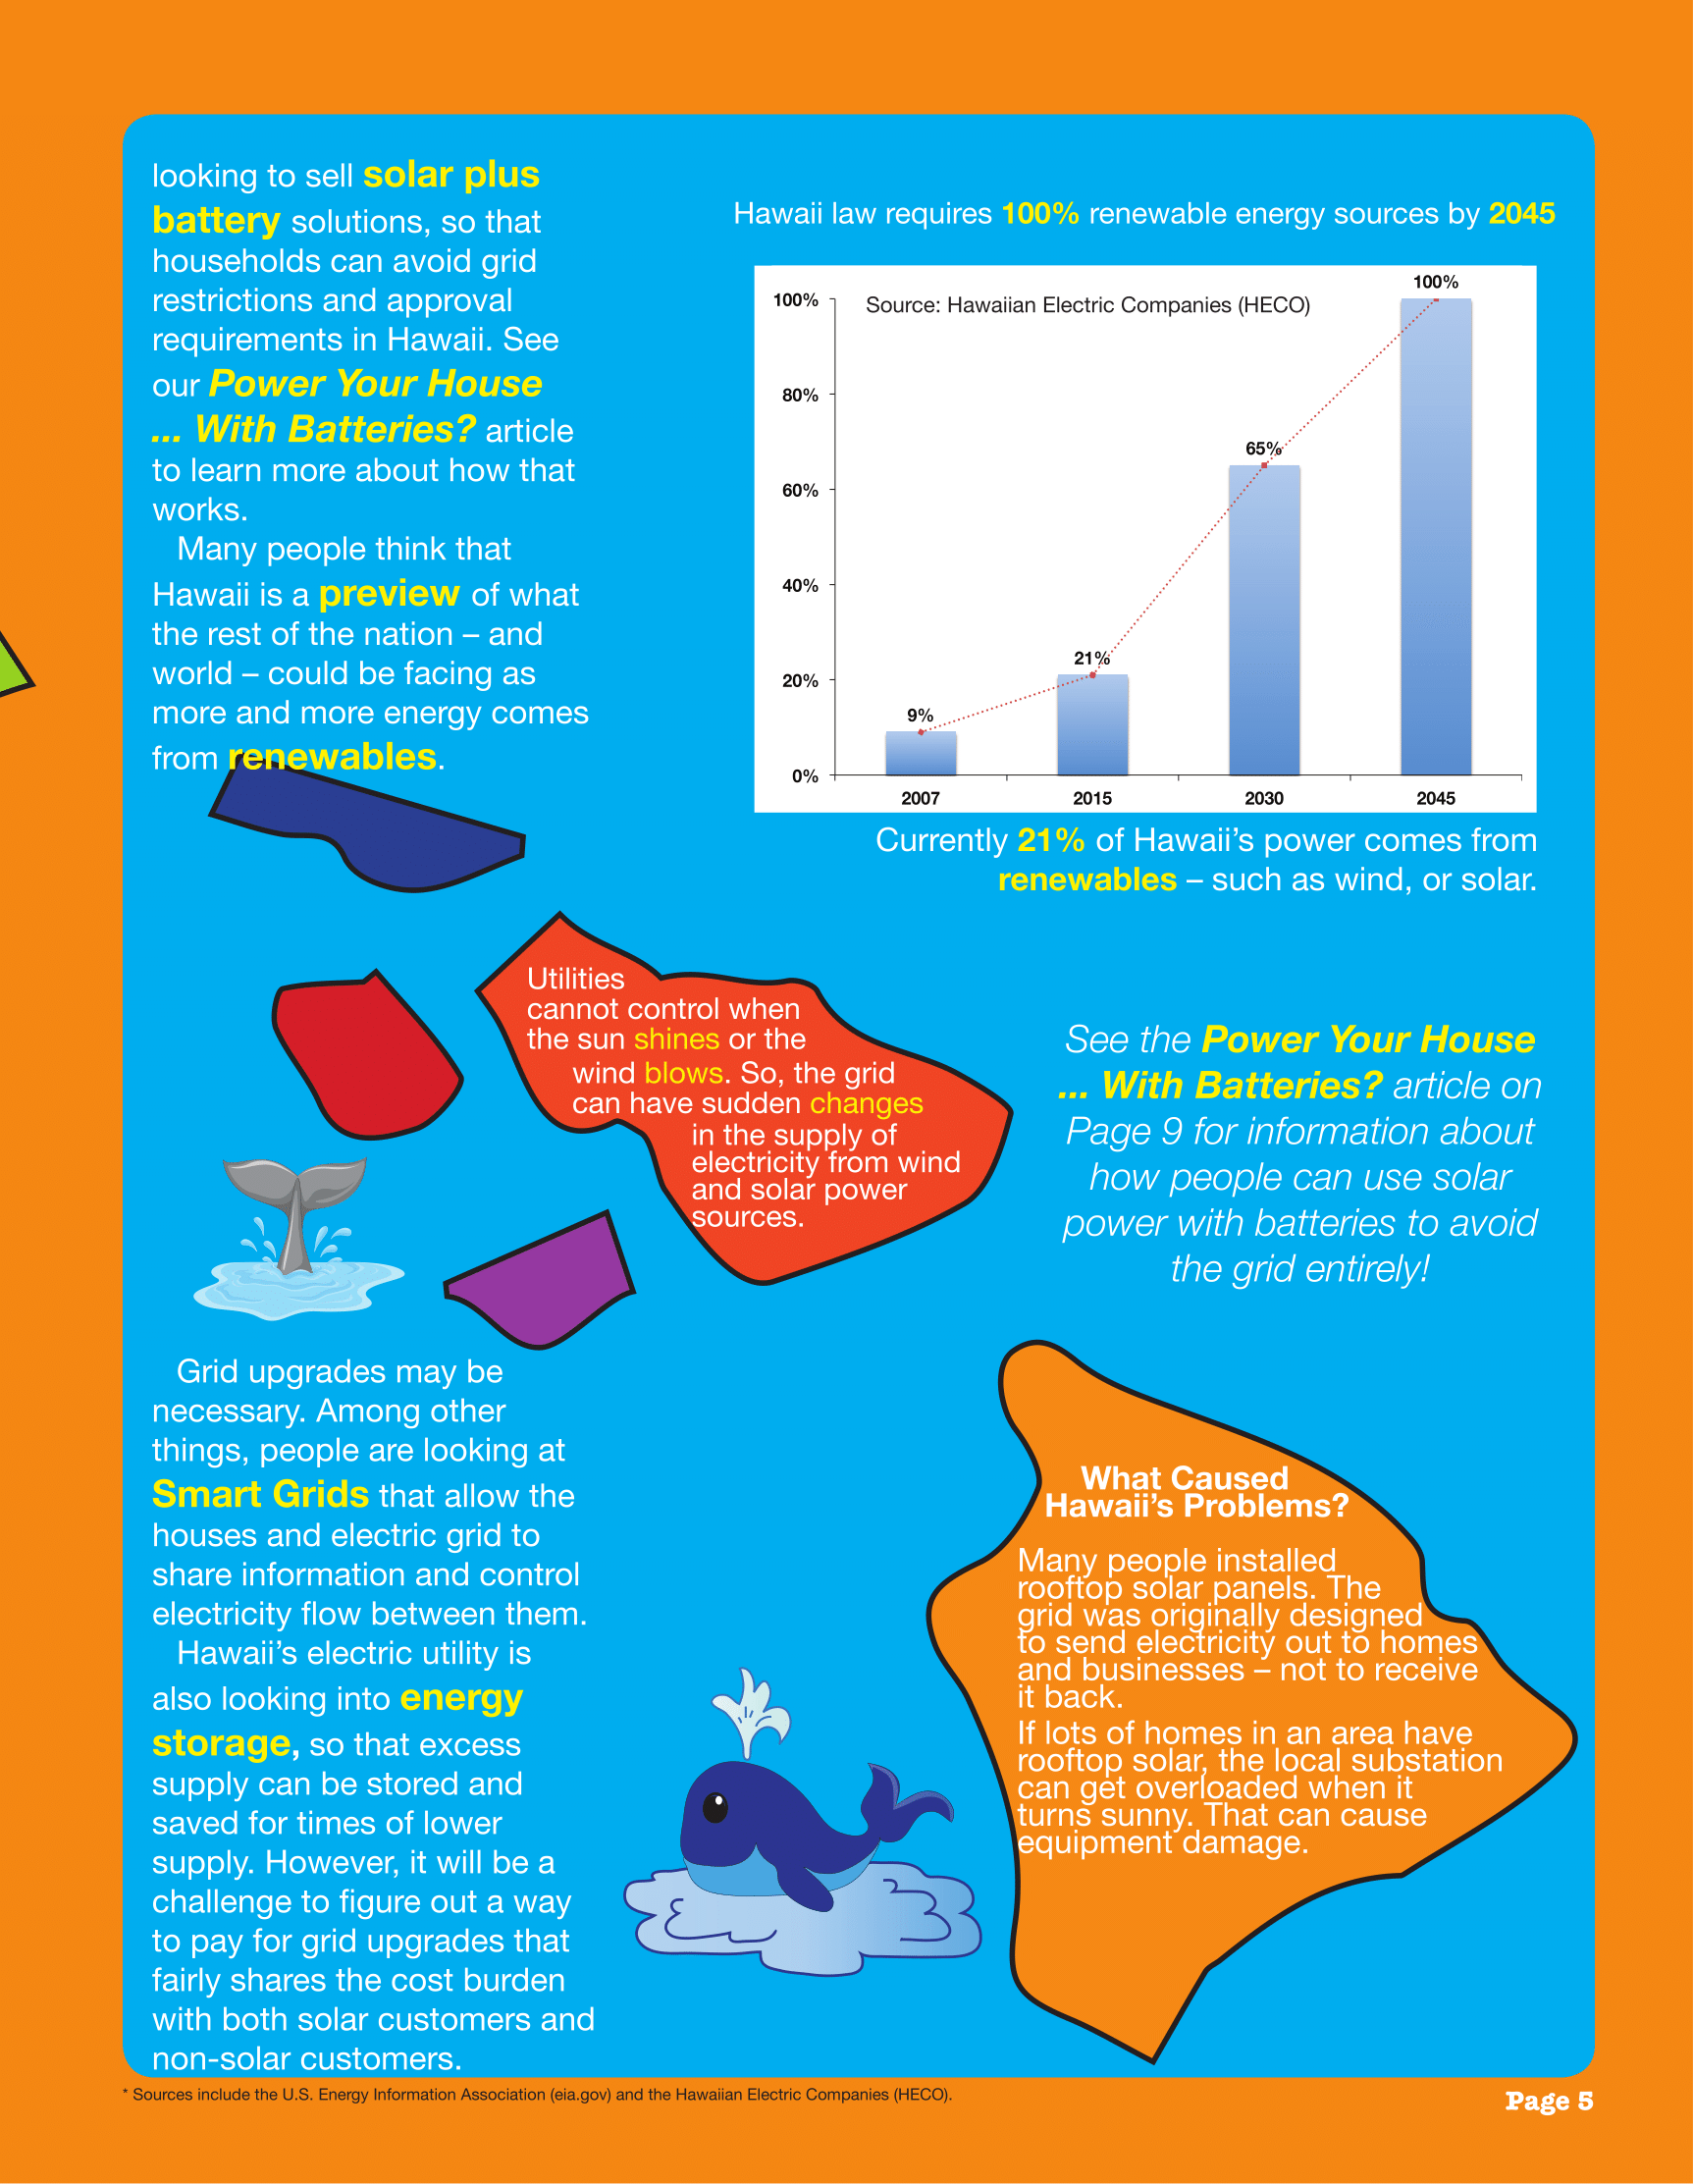 looking to sell solar plus
battery solutions, so that
households can avoid grid
restrictions and approval
requirements in Hawaii. See
our Power Your House
... With Batteries? article
to learn more about how that
works.
Many people think that
Hawaii is a preview of what
the rest of the nation – and
world – could be facing as
more and more energy comes
from renewables.
Hawaii law requires 100% renewable energy sources by 2045
Source: Hawaiian Electric Companies (HECO)
100%
80%
60%
40%
20%
0%
9%
21%
65%
100%
2007
2015
2030
2045
Currently 21% of Hawaii’s power comes from
renewables – such as wind, or solar.
Utilities
cannot control when
the sun shines or the
wind blows. So, the grid
can have sudden changes
in the supply of
electricity from wind
and solar power
sources.
See the Power Your House
... With Batteries? article on
Page 9 for information about
how people can use solar
power with batteries to avoid
the grid entirely!
Grid upgrades may be
necessary. Among other
things, people are looking at
Smart Grids that allow the
houses and electric grid to
share information and control
electricity flow between them.
Hawaii’s electric utility is
also looking into energy
storage, so that excess
supply can be stored and
saved for times of lower
supply. However, it will be a
challenge to figure out a way
to pay for grid upgrades that
fairly shares the cost burden
with both solar customers and
non-solar customers.
What Caused
Hawaii’s Problems?
Many people installed
rooftop solar panels. The
grid was originally designed
to send electricity out to homes
and businesses – not to receive
it back.
If lots of homes in an area have
rooftop solar, the local substation
can get overloaded when it
turns sunny. That can cause
equipment damage.
* Sources include the U.S. Energy Information Association (eia.gov) and the Hawaiian Electric Companies (HECO).
Page 5